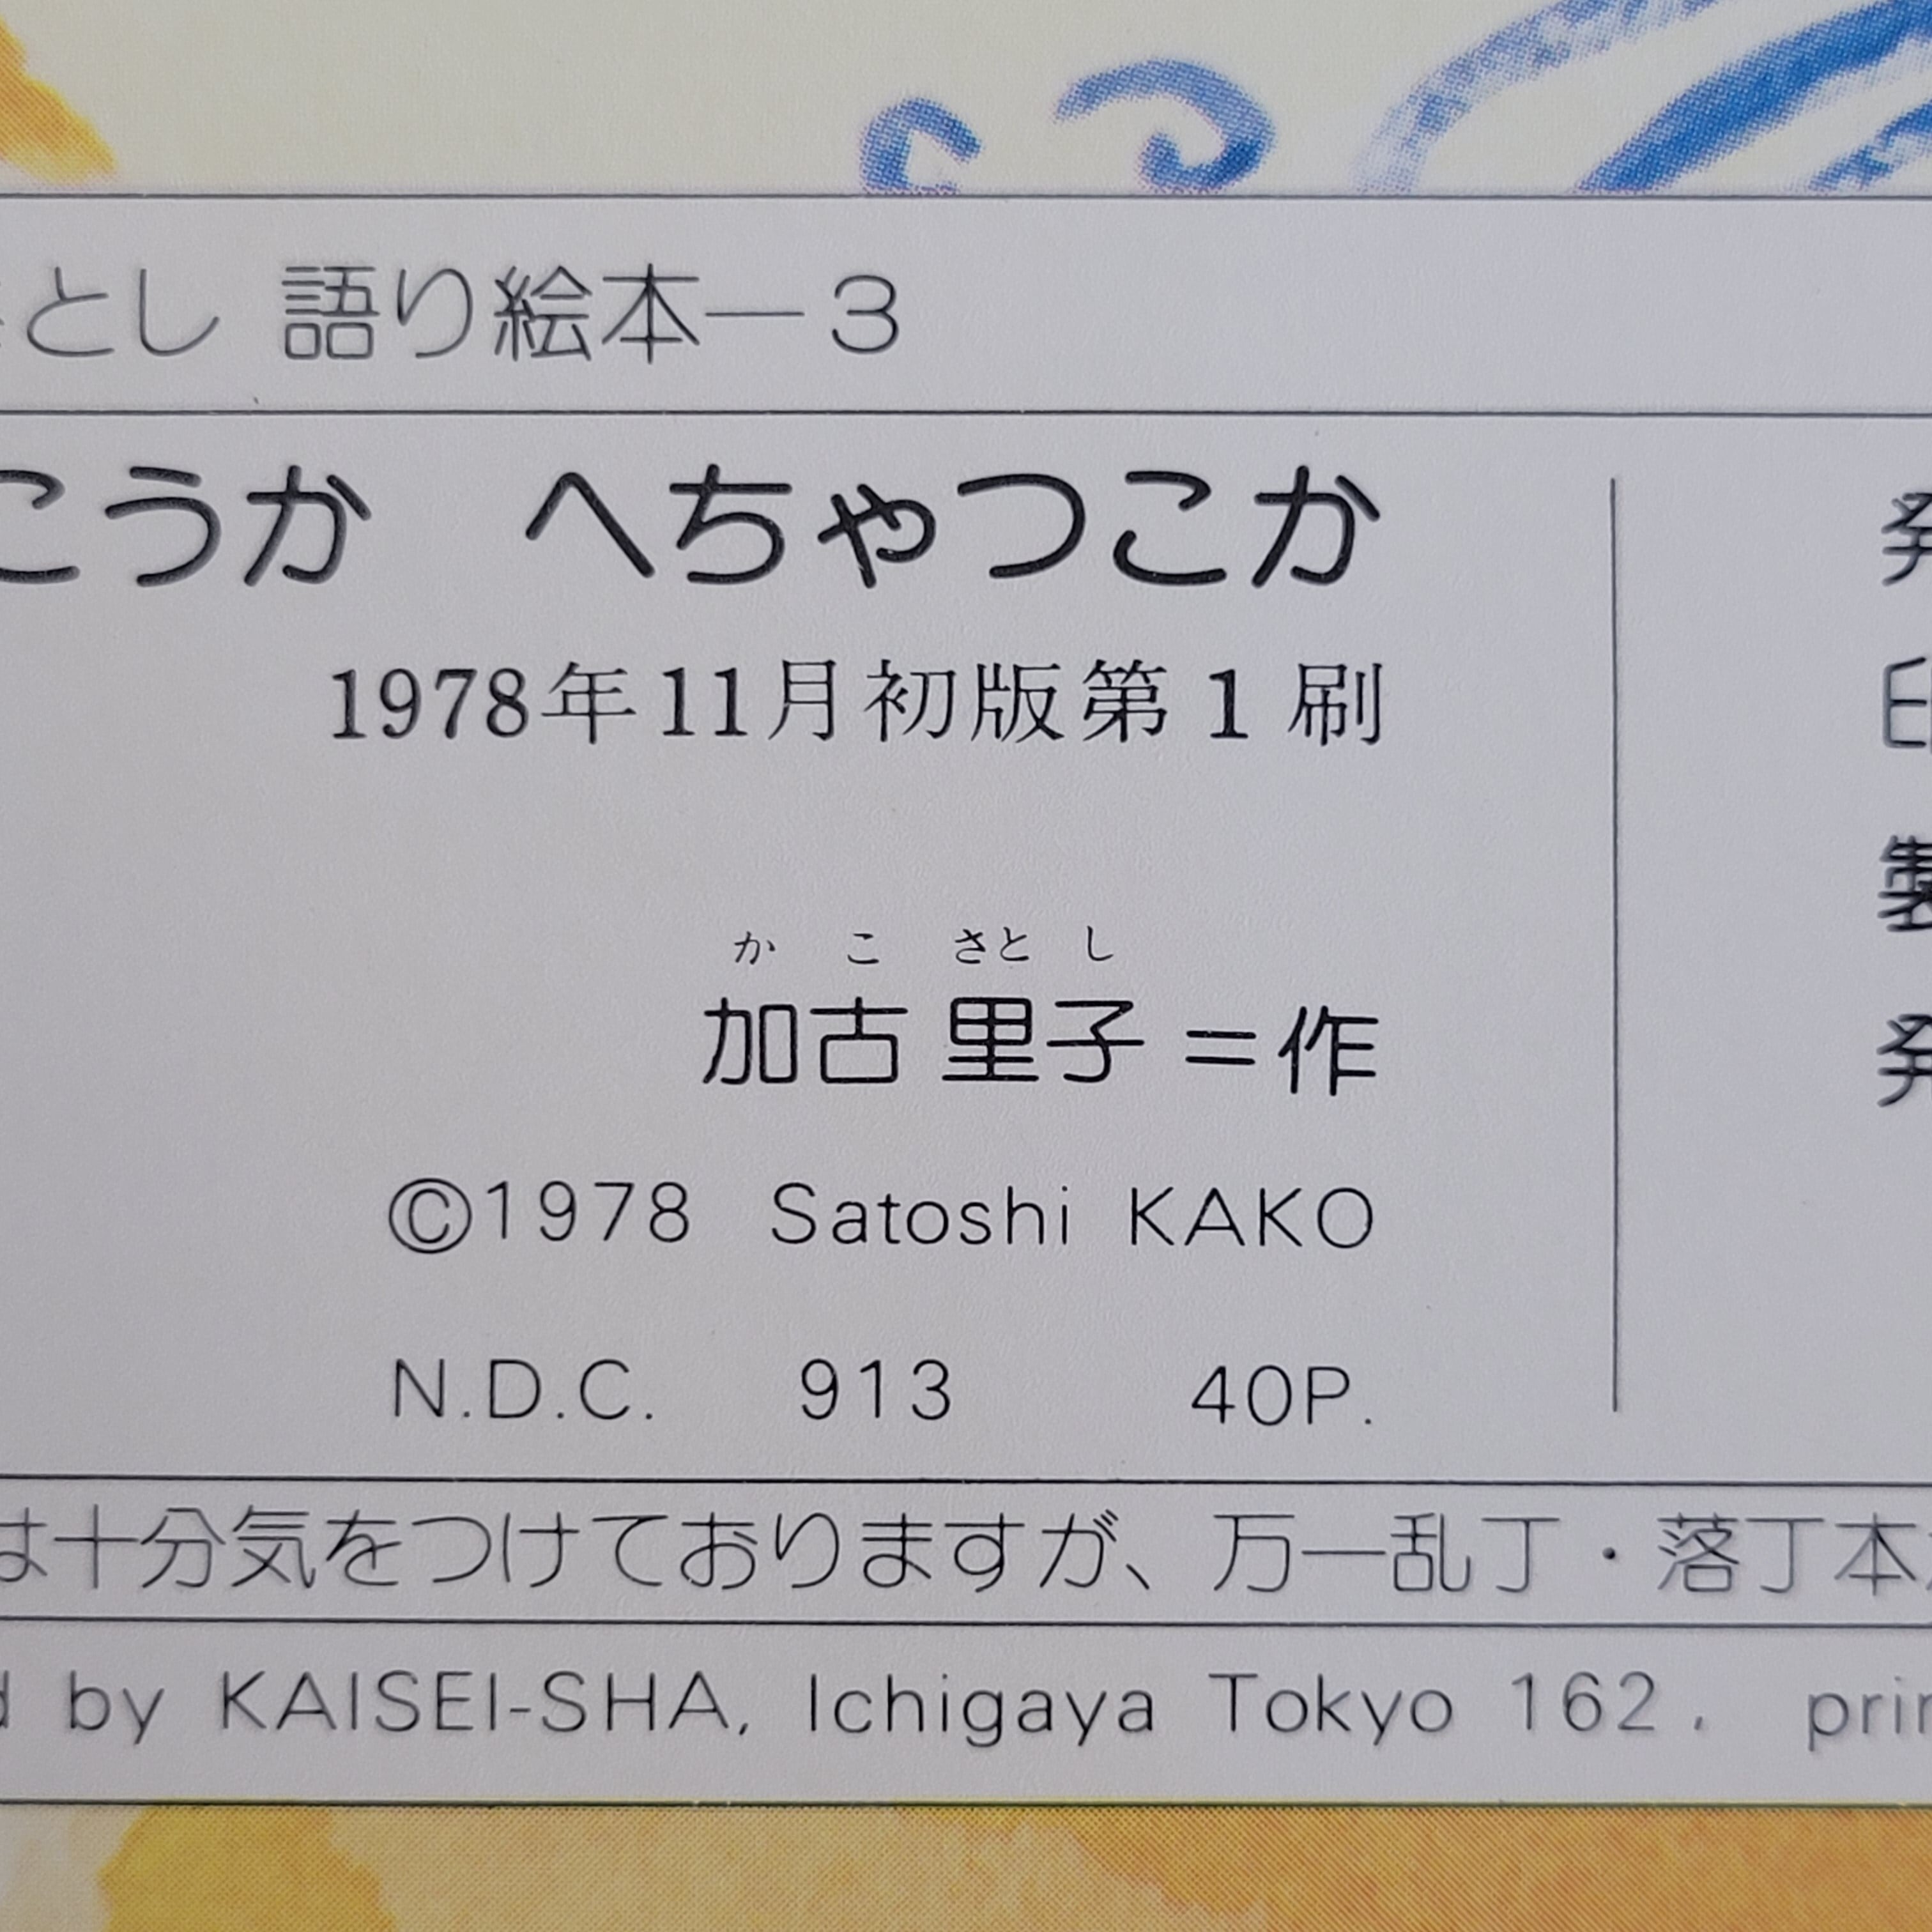 とし 語り絵本—3
こうか へちゃつこか
1978年11月初版第1刷
かこ さとし
加古 里子=作
©1978 Satoshi KAKO
N.D.C. 913 40P.
は十分気をつけておりますが、万一乱丁・落丁本
by KAISEI-SHA, Ichigaya Tokyo 162.